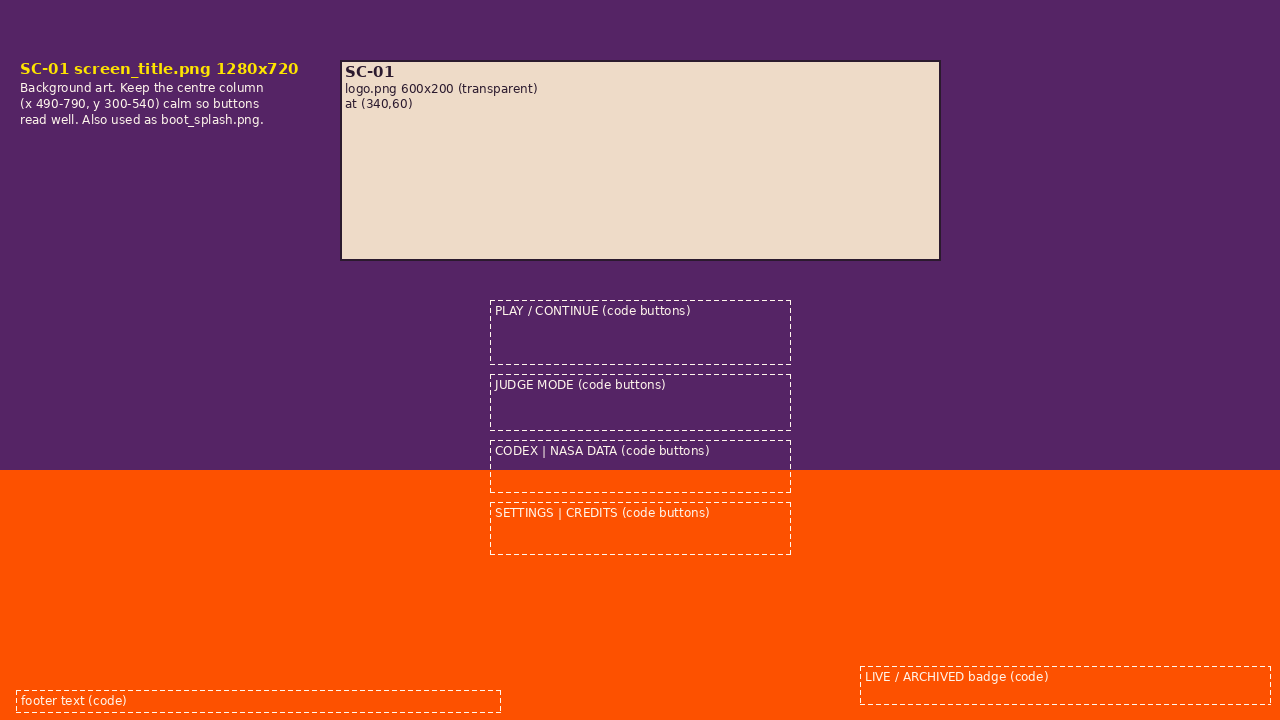 SC-01 screen_title.png 1280x720
Background art. Keep the centre column
(x 490-790, y 300-540) calm so buttons
read well. Also used as boot_splash.png.
SC-01
logo.png 600x200 (transparent)
at (340,60)
PLAY / CONTINUE (code buttons)
JUDGE MODE (code buttons)
CODEX | NASA DATA (code buttons)
SETTINGS | CREDITS (code buttons)
LIVE / ARCHIVED badge (code)
footer text (code)